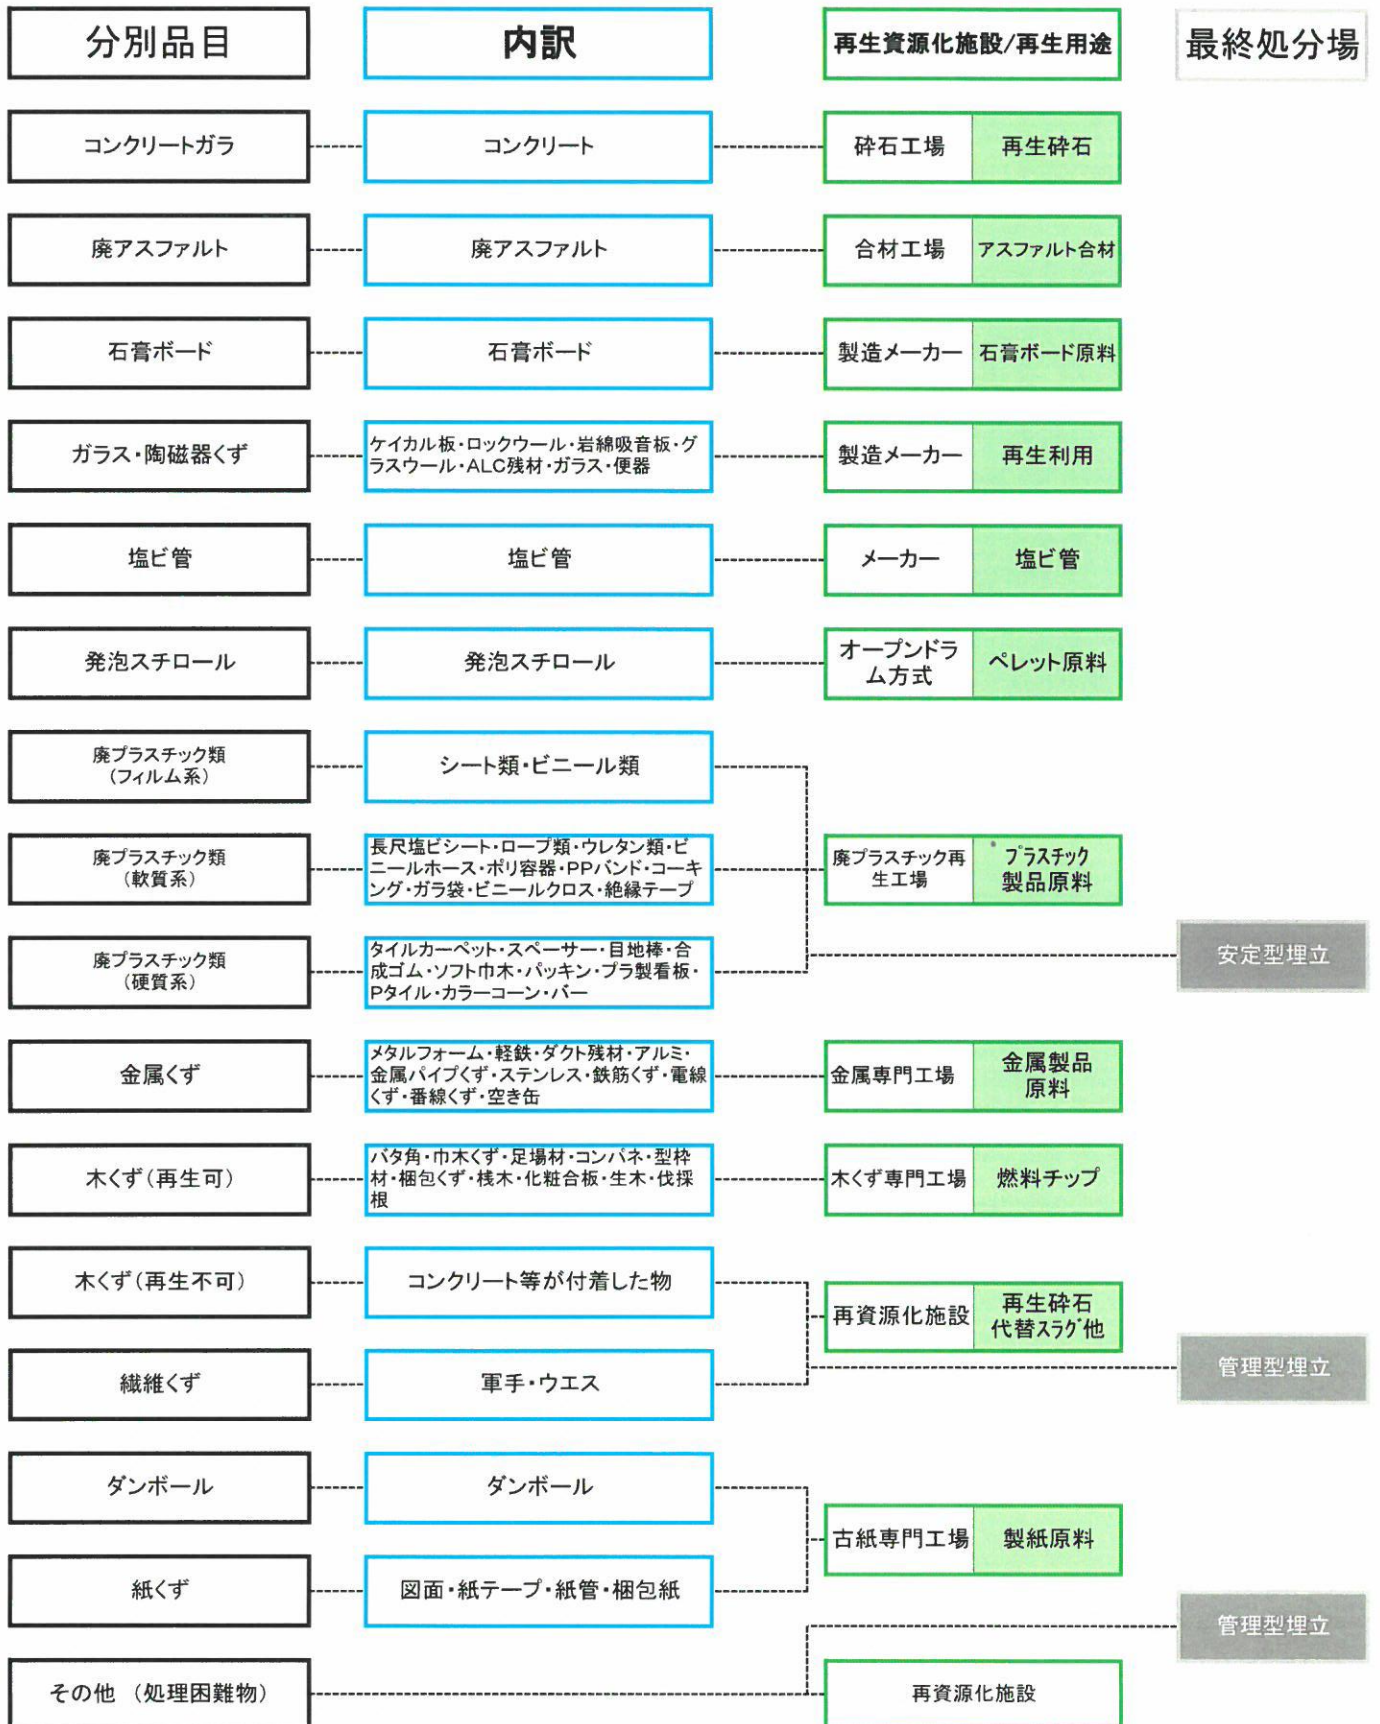 分別品目
内訳
再生資源化施設/再生用途
最終処分場
コンクリートガラ
コンクリート
砕石工場
再生砕石
廃アスファルト
廃アスファルト
合材工場
アスファルト合材
石膏ボード
石膏ボード
製造メーカー
石膏ボード原料
ガラス・陶磁器くず
ケイカル板・ロックウール・岩綿吸音板・グ
ラスウール・ALC残材・ガラス・便器
製造メーカー
再生利用
塩ビ管
塩ビ管
メーカー
塩ビ管
発泡スチロール
発泡スチロール
オープンドラ
ム方式
ペレット原料
廃プラスチック類
(フィルム系)
シート類・ビニール類
廃プラスチック類
(軟質系)
長尺塩ビシート・ロープ類・ウレタン類・ビ
ニールホース・ポリ容器・PPバンド・コーキ
ング・ガラ袋・ビニールクロス・絶縁テープ
廃プラスチック再
生工場
プラスチック
製品原料
廃プラスチック類
(硬質系)
タイルカーペット・スペーサー・目地棒・合
成ゴム・ソフト巾木・パッキン・プラ製看板・
Pタイル・カラーコーン・バー
安定型埋立
金属くず
メタルフォーム・軽鉄・ダクト残材・アルミ・
金属パイプくず・ステンレス・鉄筋くず・電線
くず・番線くず・空き缶
金属専門工場
金属製品
原料
木くず(再生可)
バタ角・巾木くず・足場材・コンパネ・型枠
材・梱包くず・桟木・化粧合板・生木・伐採
根
木くず専門工場
燃料チップ
木くず(再生不可)
コンクリート等が付着した物
再資源化施設
再生砕石
代替スラグ他
繊維くず
軍手・ウエス
管理型埋立
ダンボール
ダンボール
古紙専門工場
製紙原料
紙くず
図面・紙テープ・紙管・梱包紙
管理型埋立
その他 (処理困難物)
再資源化施設